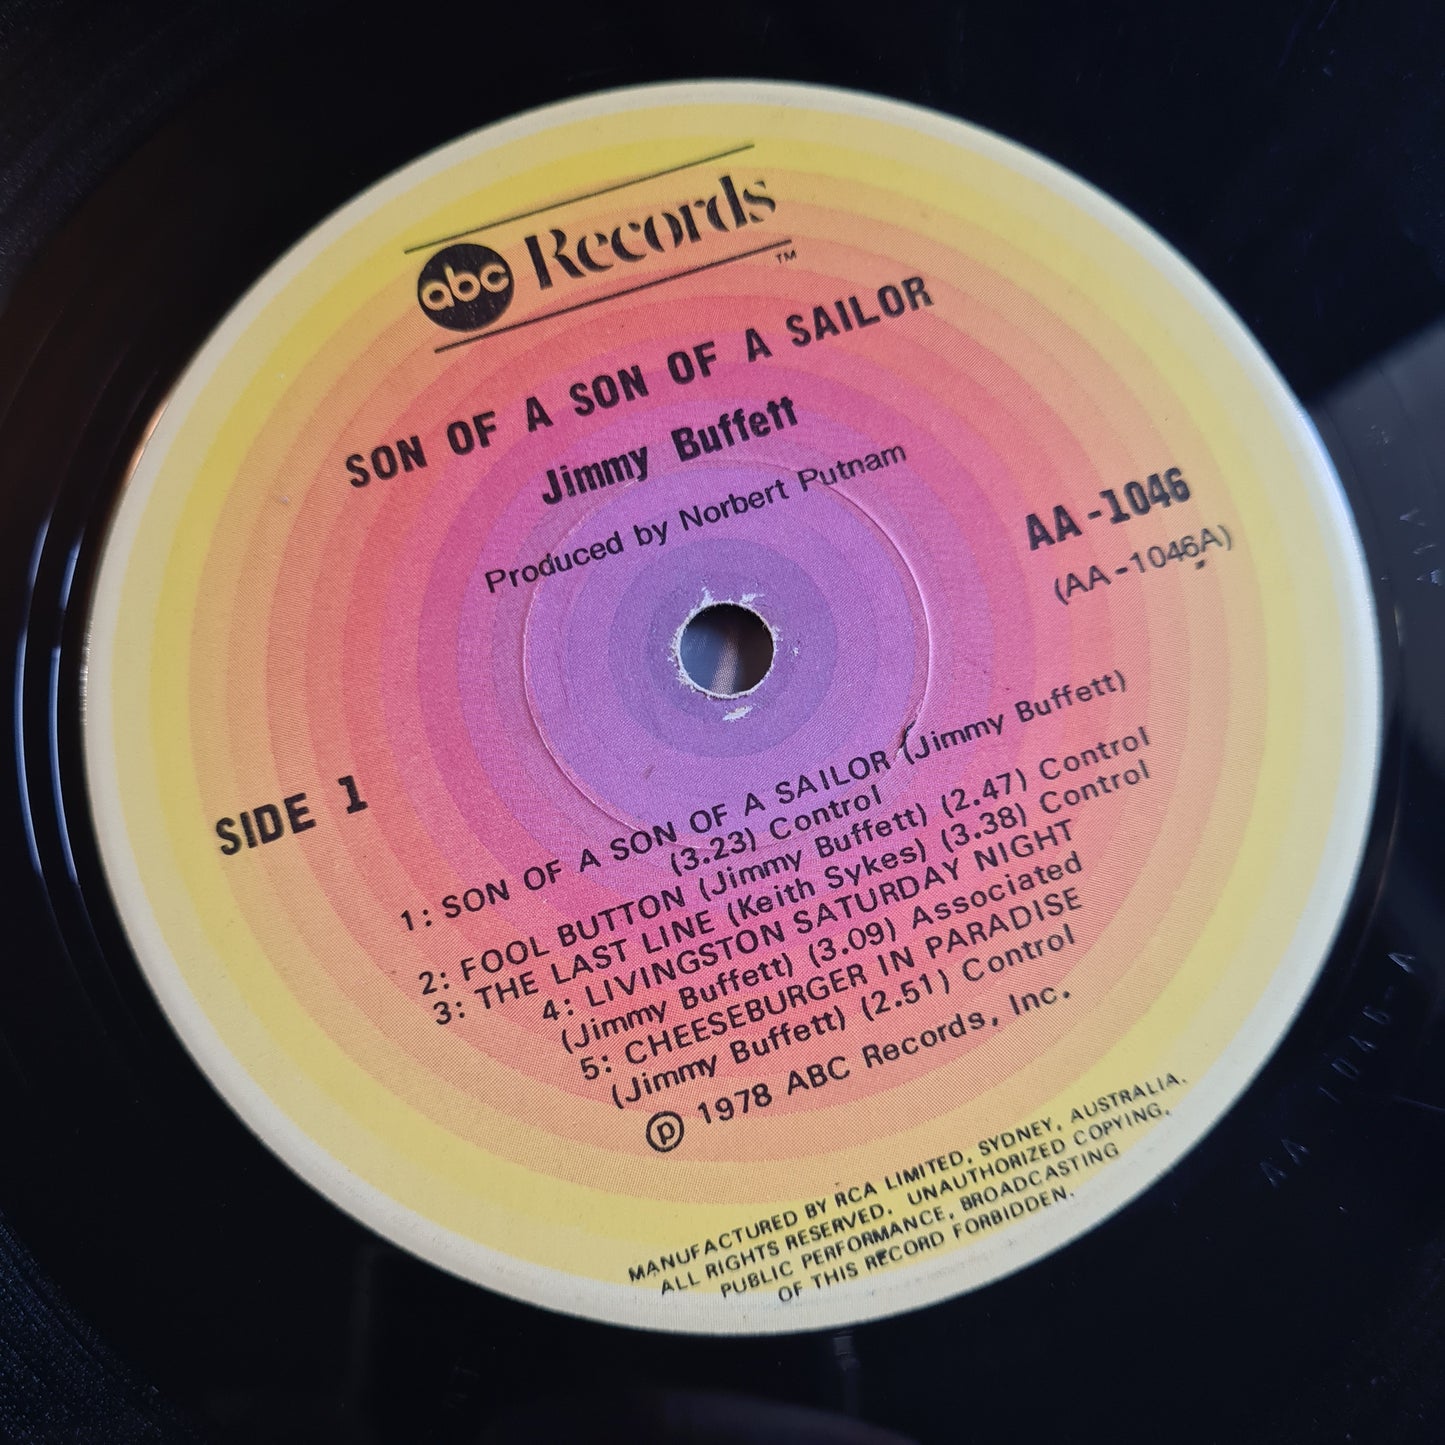 abc Records
TM
SON OF A SON OF A SAILOR
Jimmy Buffett
Produced by Norbert Putnam
AA-1046
(AA-1046A)
SIDE 1
1: SON OF A SON OF A SAILOR (Jimmy Buffett)
(3.23) Control
2: FOOL BUTTON (Jimmy Buffett) (2.47) Control
3: THE LAST LINE (Keith Sykes) (3.38) Control
4: LIVINGSTON SATURDAY NIGHT
(Jimmy Buffett) (3.09) Associated
5: CHEESEBURGER IN PARADISE
(Jimmy Buffett) (2.51) Control
℗ 1978 ABC Records, Inc.
MANUFACTURED BY RCA LIMITED, SYDNEY, AUSTRALIA.
ALL RIGHTS RESERVED. UNAUTHORIZED COPYING,
PUBLIC PERFORMANCE, BROADCASTING
OF THIS RECORD FORBIDDEN.